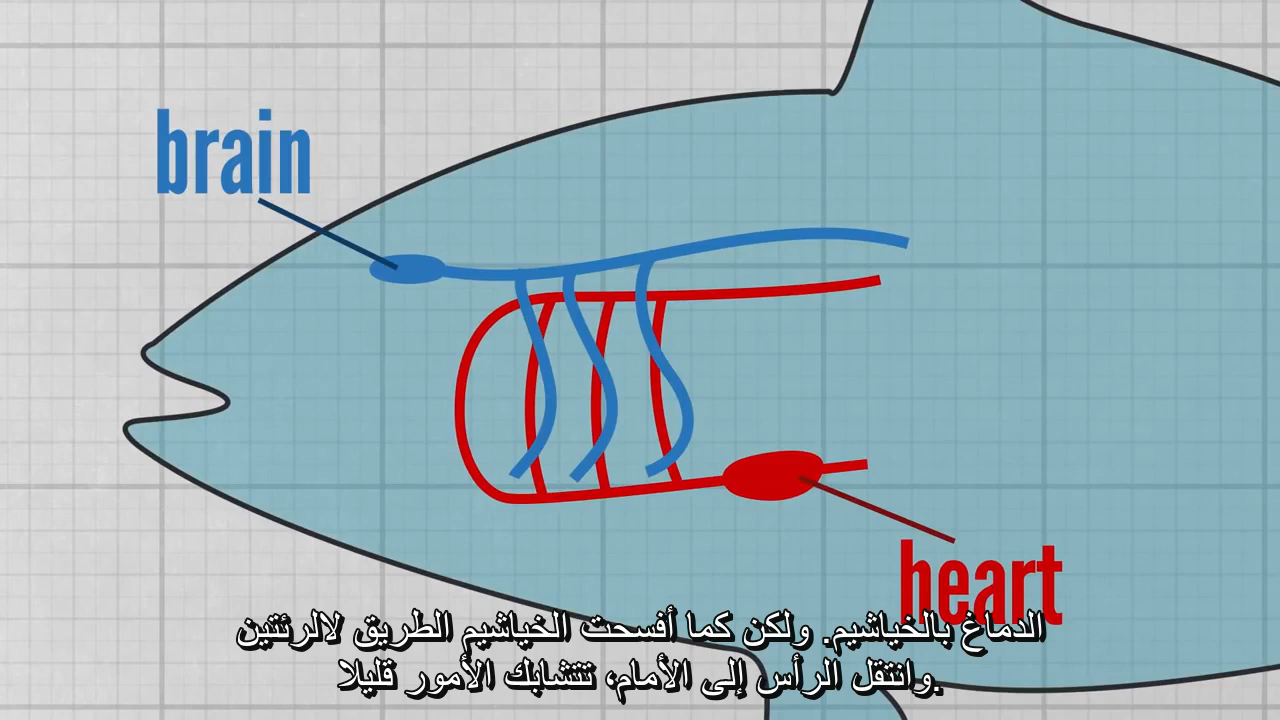 brain
heart
الدماغ بالخياشيم. ولكن كما أفسحت الخياشيم الطريق لالرئتين
وانتقل الرأس إلى الأمام، تتشابك الأمور قليلا.